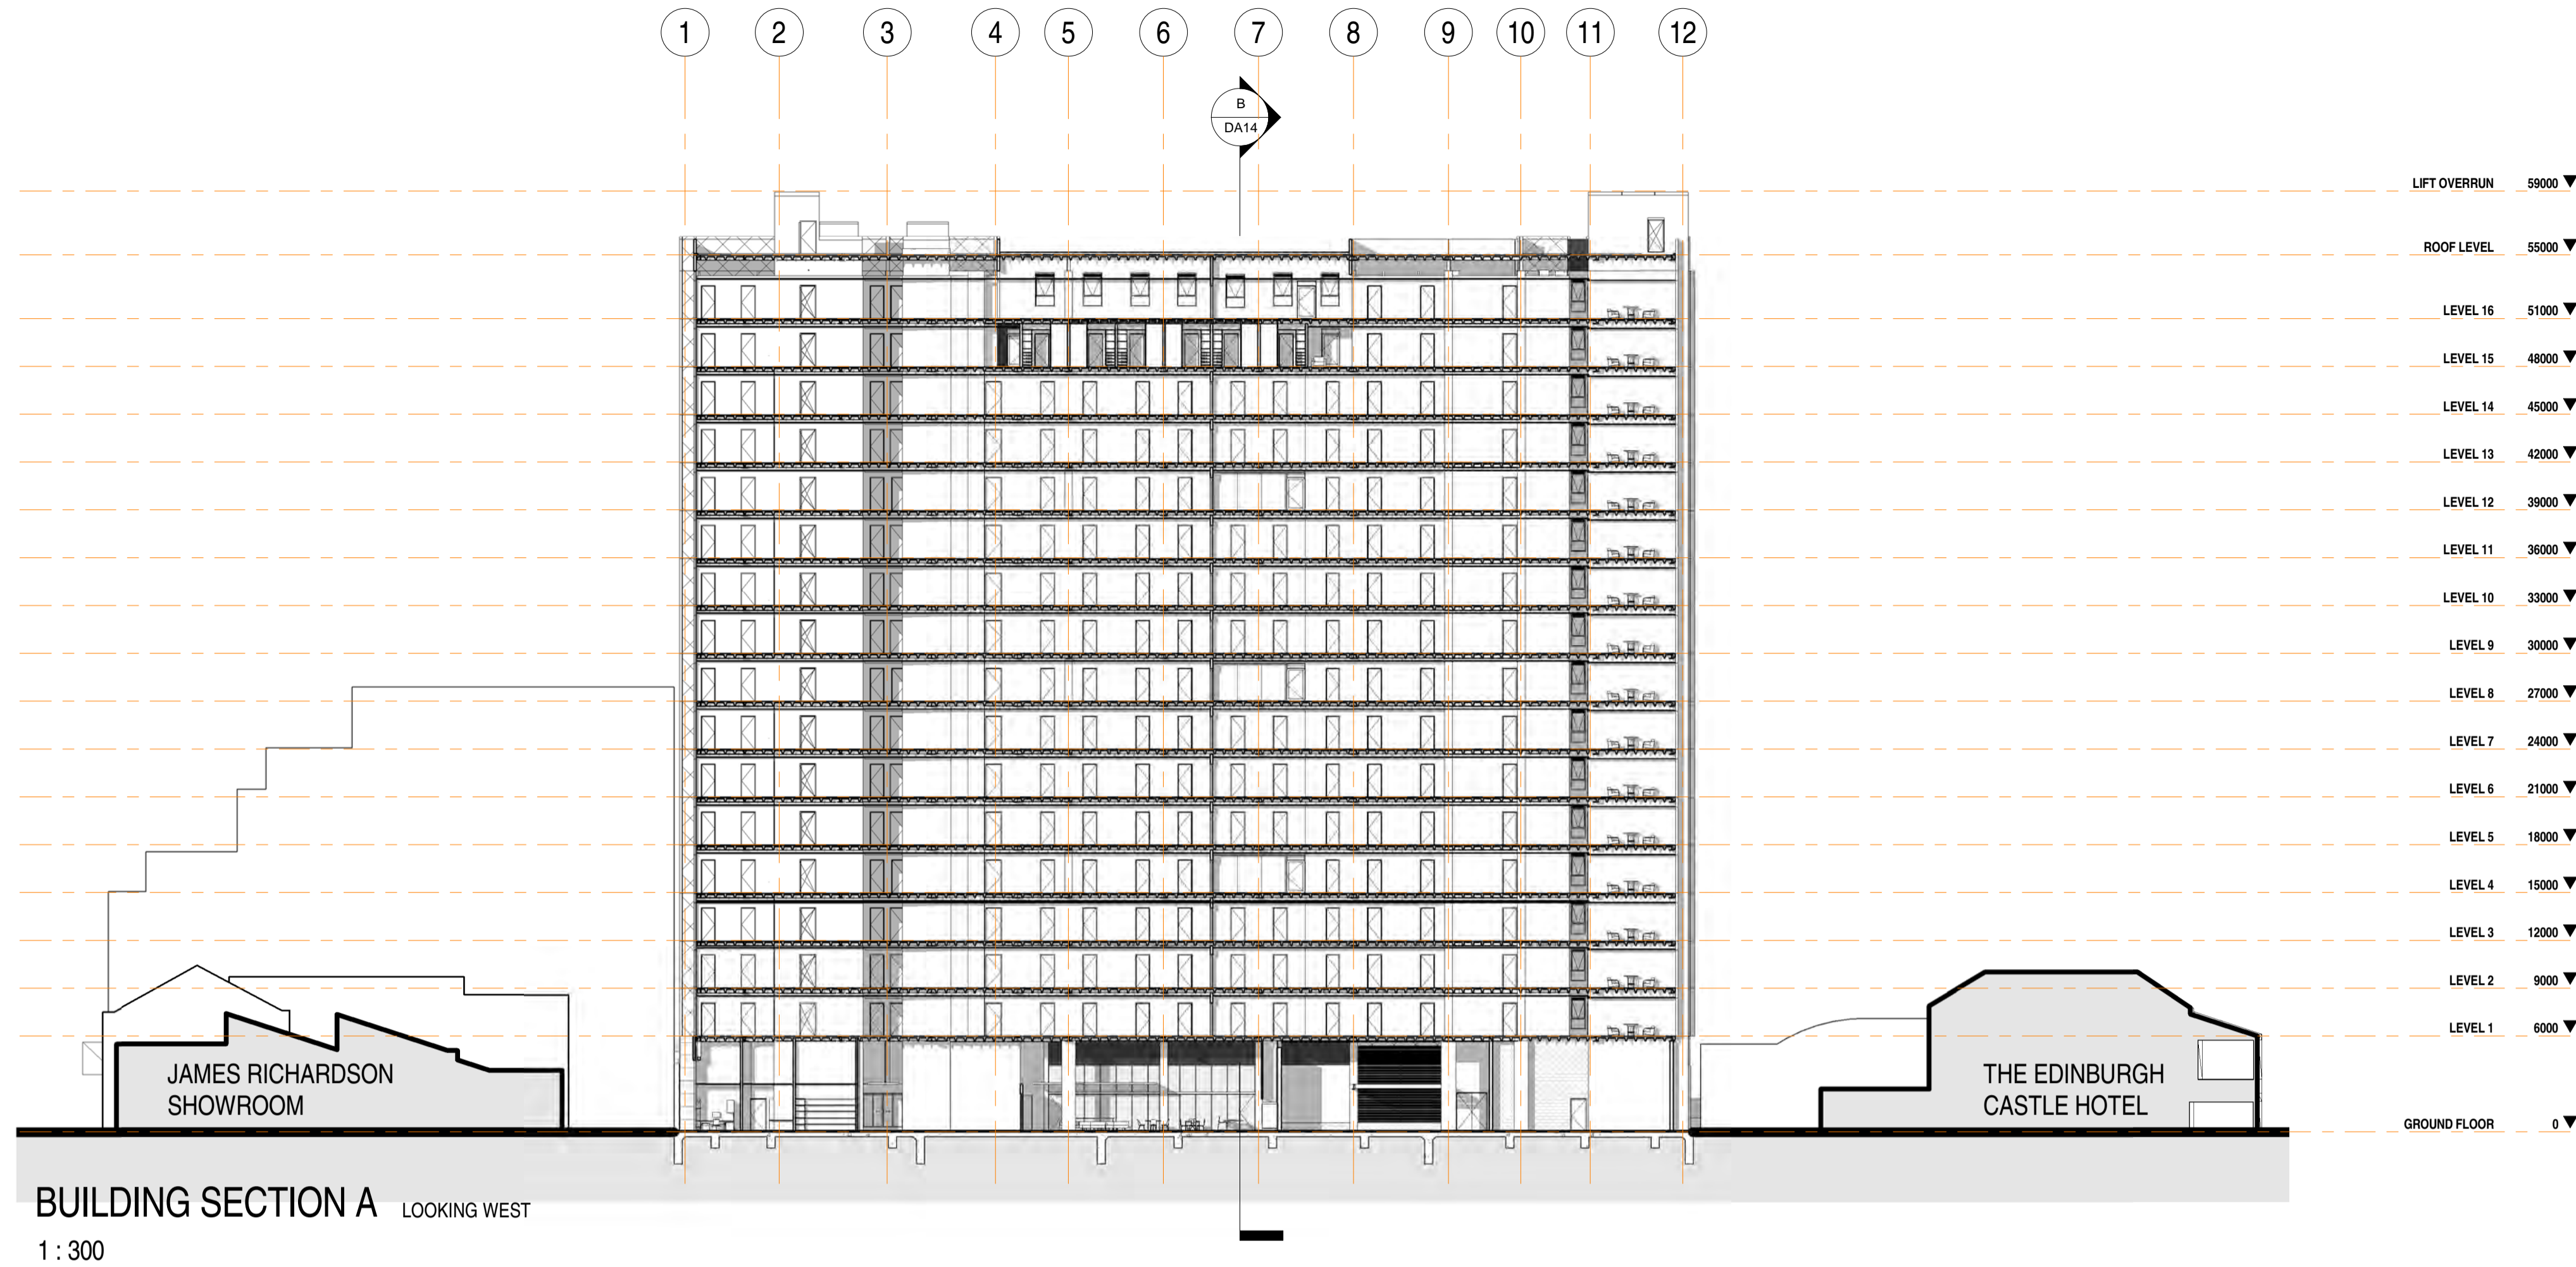 1 2 3 4 5 6 7 8 9 10 11 12
B
DA14
LIFT OVERRUN 59000
ROOF LEVEL 55000
LEVEL 16 51000
LEVEL 15 48000
LEVEL 14 45000
LEVEL 13 42000
LEVEL 12 39000
LEVEL 11 36000
LEVEL 10 33000
LEVEL 9 30000
LEVEL 8 27000
LEVEL 7 24000
LEVEL 6 21000
LEVEL 5 18000
LEVEL 4 15000
LEVEL 3 12000
LEVEL 2 9000
LEVEL 1 6000
GROUND FLOOR 0
JAMES RICHARDSON
SHOWROOM
THE EDINBURGH
CASTLE HOTEL
BUILDING SECTION A LOOKING WEST
1 : 300